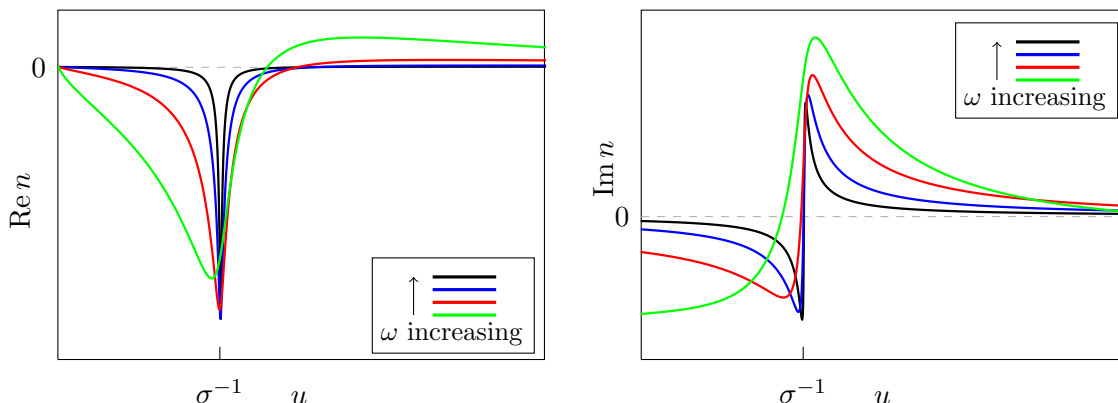 0
Re n
↑
ω increasing
σ⁻¹
u
0
Im n
↑
ω increasing
σ⁻¹
u